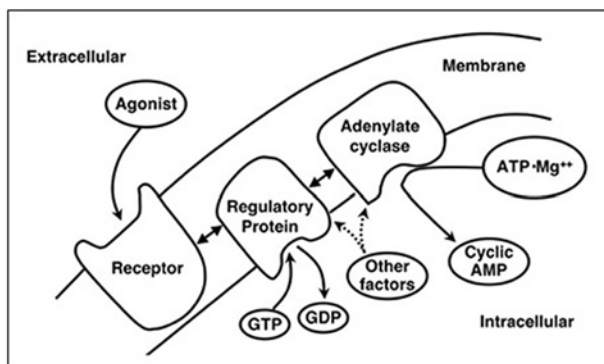 Extracellular
Membrane
Agonist
Adenylate
cyclase
ATP•Mg⁺⁺
Regulatory
Protein
Receptor
Other
factors
Cyclic
AMP
GTP
GDP
Intracellular